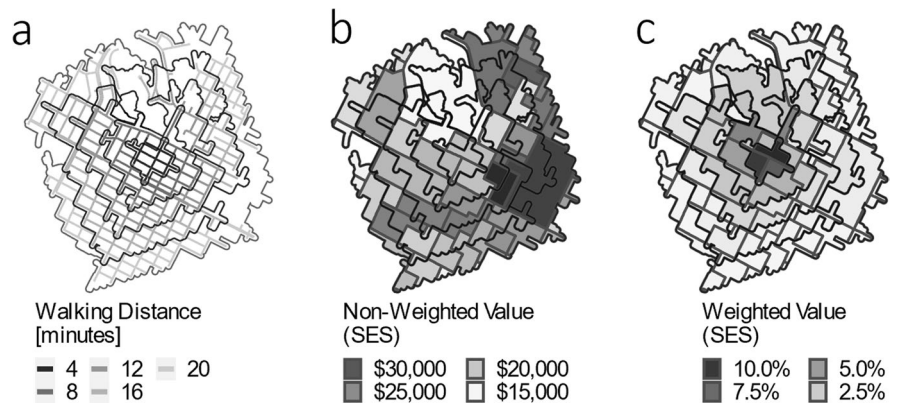 a
b
c
Walking Distance
[minutes]
4
12
20
8
16
Non-Weighted Value
(SES)
$30,000
$20,000
$25,000
$15,000
Weighted Value
(SES)
10.0%
5.0%
7.5%
2.5%